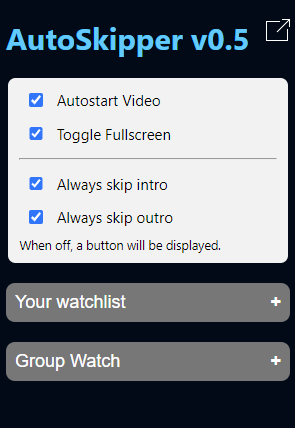 AutoSkipper v0.5
Autostart Video
Toggle Fullscreen
Always skip intro
Always skip outro
When off, a button will be displayed.
Your watchlist +
Group Watch +